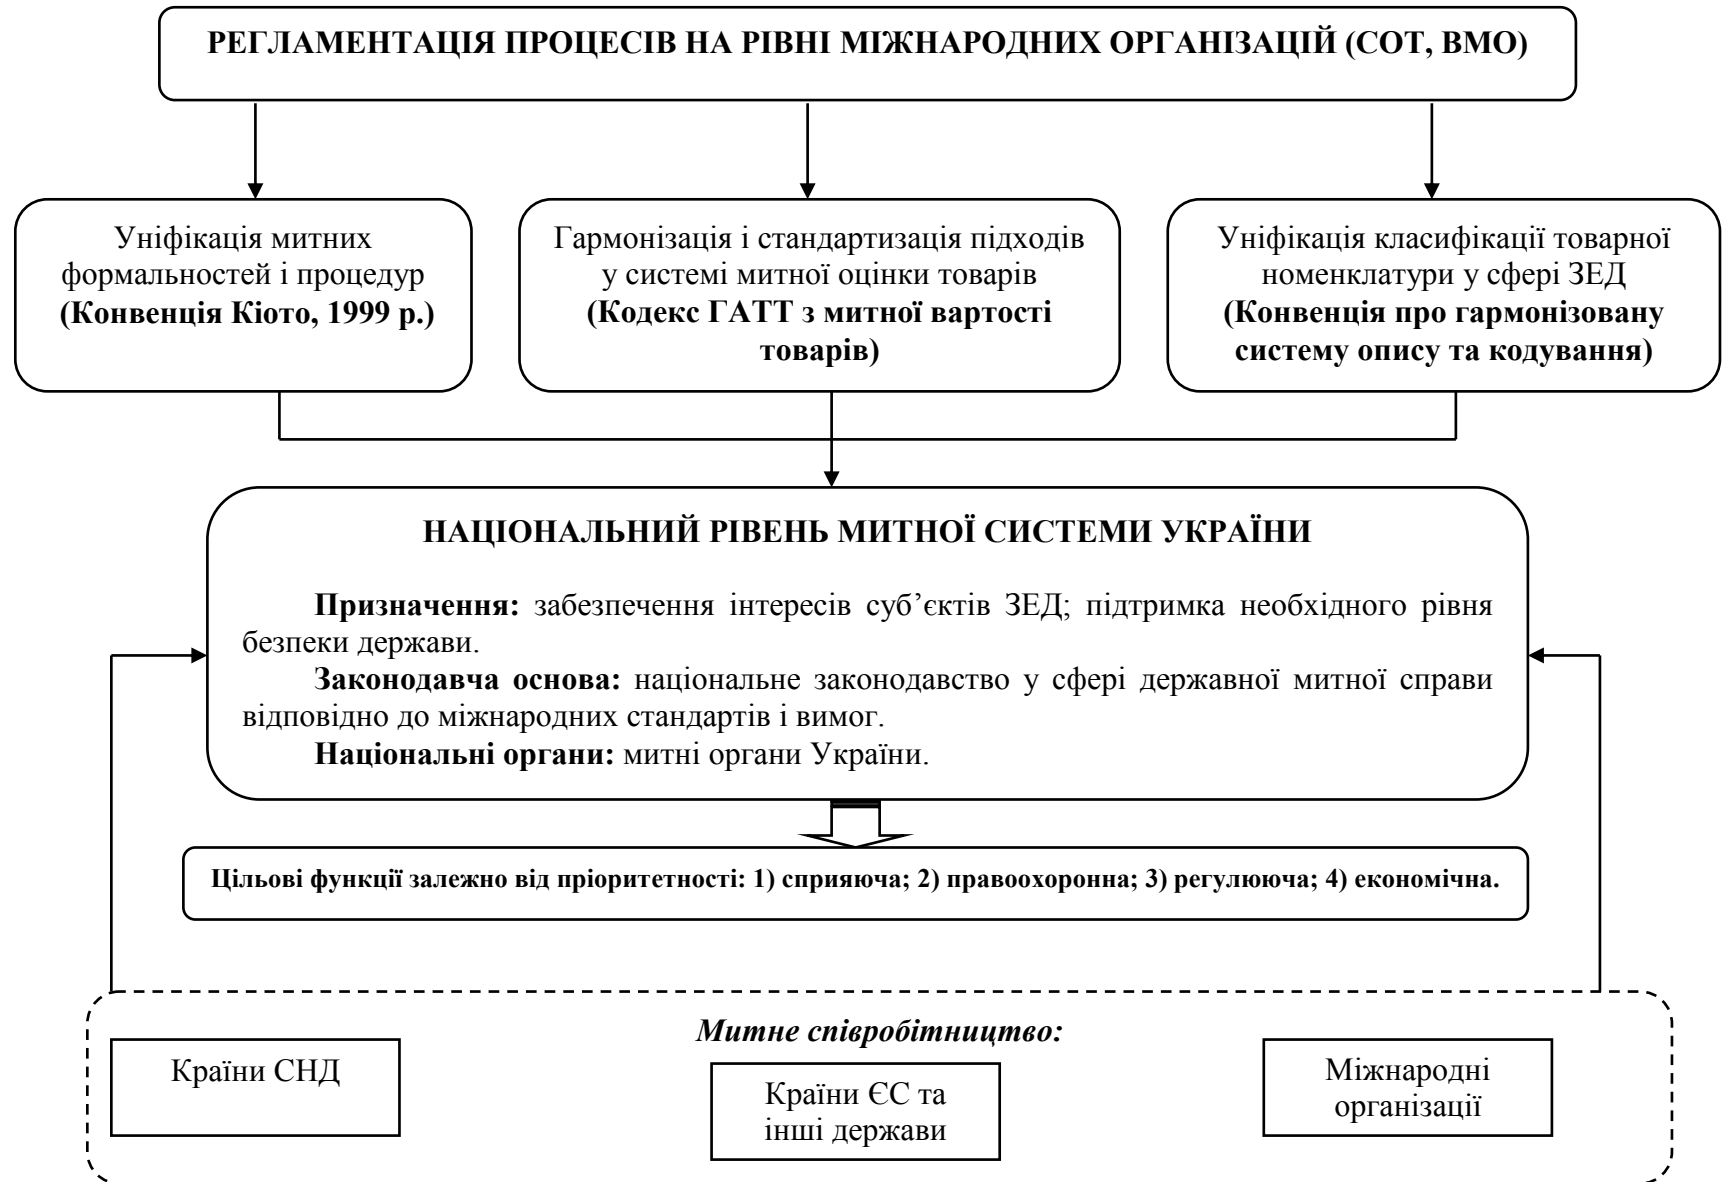 РЕГЛАМЕНТАЦІЯ ПРОЦЕСІВ НА РІВНІ МІЖНАРОДНИХ ОРГАНІЗАЦІЙ (СОТ, ВМО)
Уніфікація митних
формальностей і процедур
(Конвенція Кіото, 1999 р.)
Гармонізація і стандартизація підходів
у системі митної оцінки товарів
(Кодекс ГАТТ з митної вартості
товарів)
Уніфікація класифікації товарної
номенклатури у сфері ЗЕД
(Конвенція про гармонізовану
систему опису та кодування)
НАЦІОНАЛЬНИЙ РІВЕНЬ МИТНОЇ СИСТЕМИ УКРАЇНИ
Призначення: забезпечення інтересів суб’єктів ЗЕД; підтримка необхідного рівня
безпеки держави.
Законодавча основа: національне законодавство у сфері державної митної справи
відповідно до міжнародних стандартів і вимог.
Національні органи: митні органи України.
Цільові функції залежно від пріоритетності: 1) сприяюча; 2) правоохоронна; 3) регулююча; 4) економічна.
Митне співробітництво:
Країни СНД
Країни ЄС та
інші держави
Міжнародні
організації